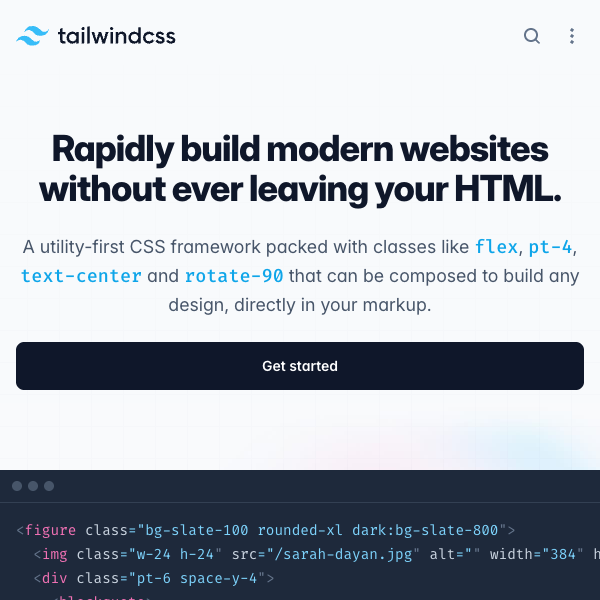 tailwindcss
Rapidly build modern websites
without ever leaving your HTML.
A utility-first CSS framework packed with classes like flex, pt-4,
text-center and rotate-90 that can be composed to build any
design, directly in your markup.
Get started
<figure class="bg-slate-100 rounded-xl dark:bg-slate-800">
<img class="w-24 h-24" src="/sarah-dayan.jpg" alt="" width="384" h
<div class="pt-6 space-y-4">
<blockquote>